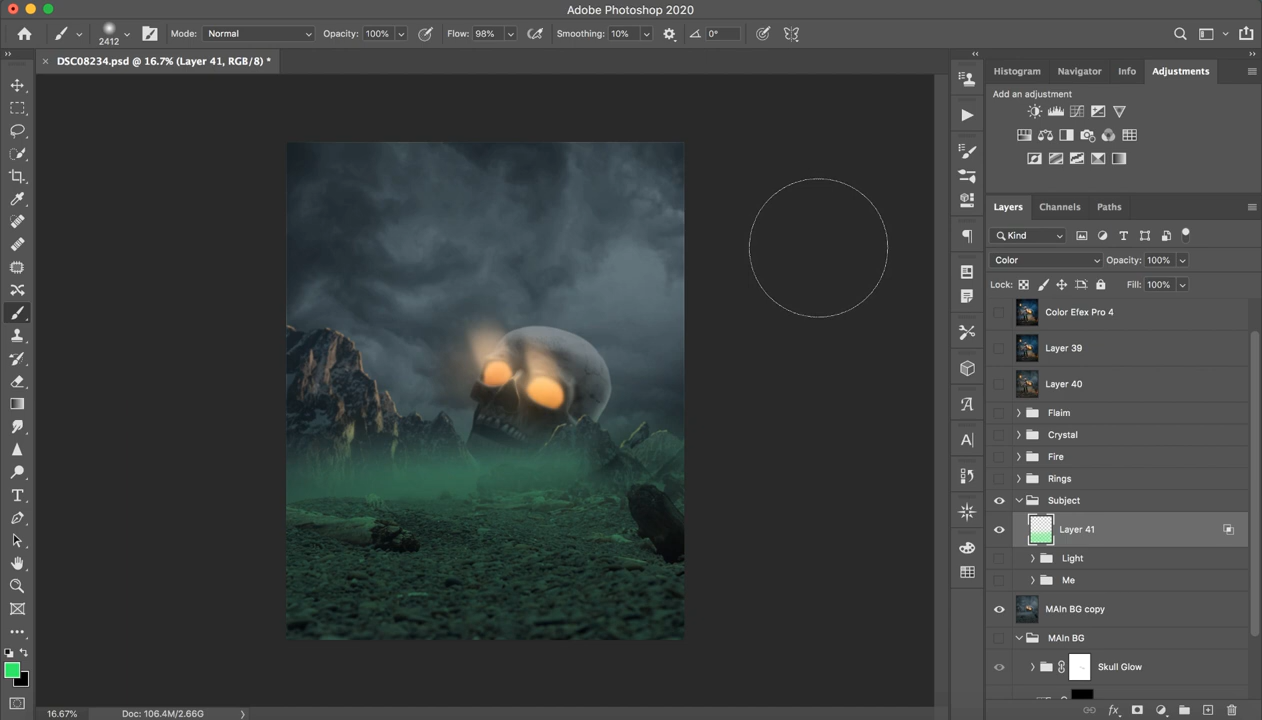 Adobe Photoshop 2020
2412
Mode: Normal
Opacity: 100%
Flow: 98%
Smoothing: 10%
0°
DSC08234.psd @ 16.7% (Layer 41, RGB/8) *
Histogram
Navigator
Info
Adjustments
Add an adjustment
Layers
Channels
Paths
Kind
Color
Opacity: 100%
Lock:
Fill: 100%
Color Efex Pro 4
Layer 39
Layer 40
Flaim
Crystal
Fire
Rings
Subject
Layer 41
Light
Me
MAIn BG copy
MAIn BG
Skull Glow
16.67%
Doc: 106.4M/2.66G